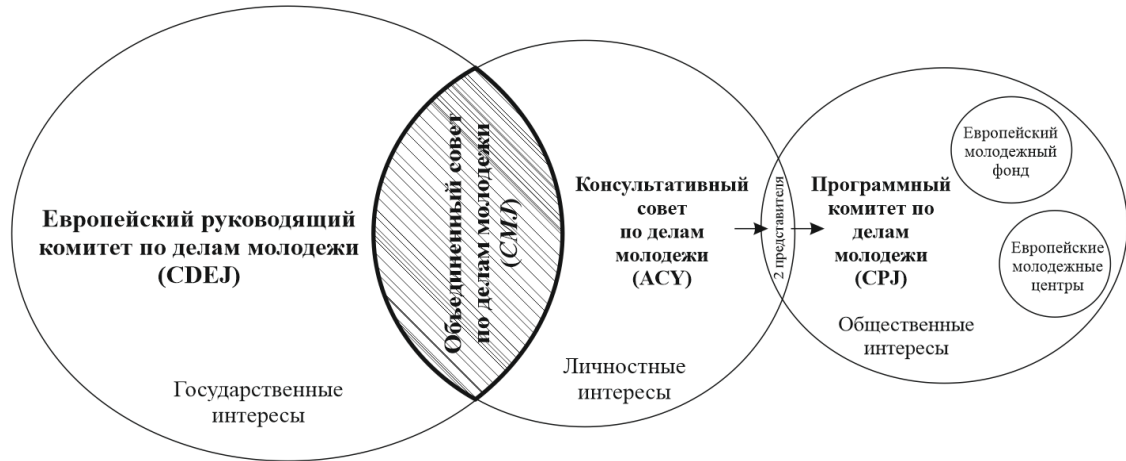 Европейский руководящий
комитет по делам молодежи
(CDEJ)
Государственные
интересы
Объединенный совет
по делам молодежи
(CMJ)
Консультативный
совет
по делам
молодежи
(ACY)
Личностные
интересы
2 представителя
Программный
комитет по
делам
молодежи
(CPJ)
Общественные
интересы
Европейский
молодежный
фонд
Европейские
молодежные
центры